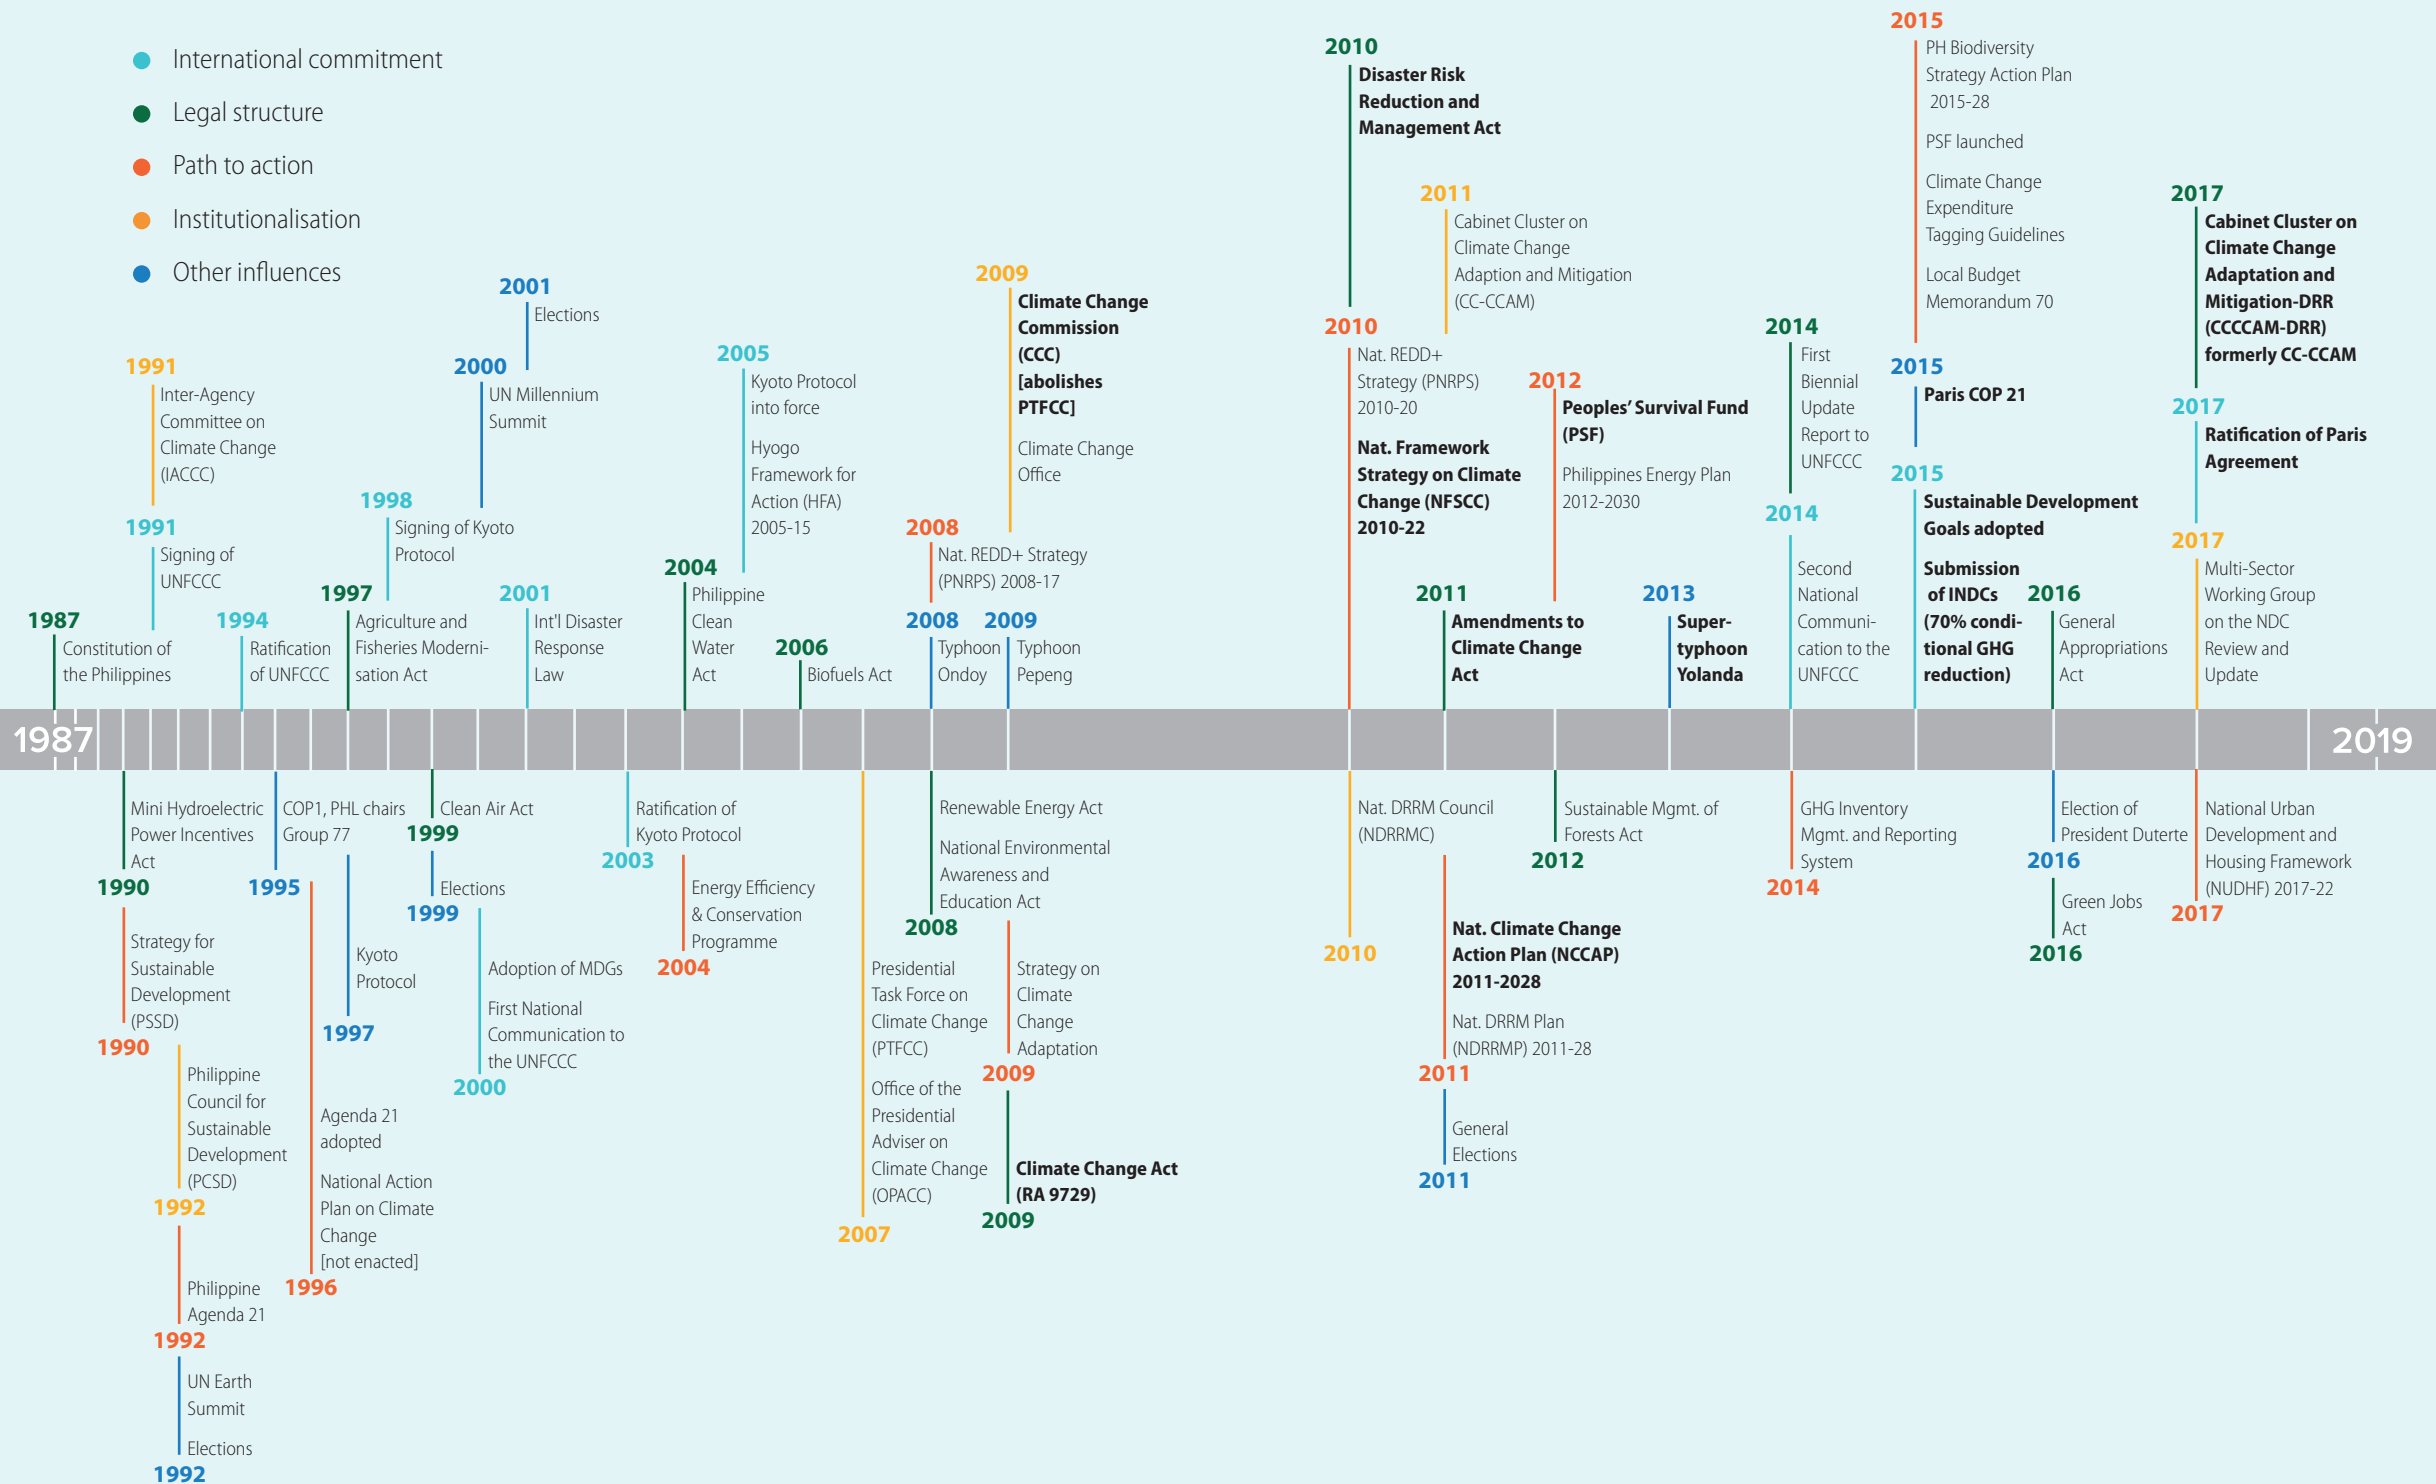 International commitment
Legal structure
Path to action
Institutionalisation
Other influences
1987
Constitution of
the Philippines
1991
Inter-Agency
Committee on
Climate Change
(IACCC)
1991
Signing of
UNFCCC
1994
Ratification
of UNFCCC
1998
Signing of Kyoto
Protocol
1997
Agriculture and
Fisheries Moderni-
sation Act
2000
UN Millennium
Summit
2001
Elections
2001
Int'l Disaster
Response
Law
2005
Kyoto Protocol
into force
Hyogo
Framework for
Action (HFA)
2005-15
2004
Philippine
Clean
Water
Act
2006
Biofuels Act
2008
Nat. REDD+ Strategy
(PNRPS) 2008-17
2008
Typhoon
Ondoy
2009
Climate Change
Commission
(CCC)
[abolishes
PTFCC]
Climate Change
Office
2009
Typhoon
Pepeng
2010
Disaster Risk
Reduction and
Management Act
2010
Nat. REDD+
Strategy (PNRPS)
2010-20
Nat. Framework
Strategy on Climate
Change (NFSCC)
2010-22
2011
Cabinet Cluster on
Climate Change
Adaption and Mitigation
(CC-CCAM)
2011
Amendments to
Climate Change
Act
2012
Peoples' Survival Fund
(PSF)
Philippines Energy Plan
2012-2030
2013
Super-
typhoon
Yolanda
2014
First
Biennial
Update
Report to
UNFCCC
2014
Second
National
Communi-
cation to the
UNFCCC
2015
PH Biodiversity
Strategy Action Plan
2015-28
PSF launched
Climate Change
Expenditure
Tagging Guidelines
Local Budget
Memorandum 70
2015
Paris COP 21
2015
Sustainable Development
Goals adopted
Submission
of INDCs
(70% condi-
tional GHG
reduction)
2016
General
Appropriations
Act
2017
Cabinet Cluster on
Climate Change
Adaptation and
Mitigation-DRR
(CCCCAM-DRR)
formerly CC-CCAM
2017
Ratification of Paris
Agreement
2017
Multi-Sector
Working Group
on the NDC
Review and
Update
1987
2019
Mini Hydroelectric
Power Incentives
Act
1990
Strategy for
Sustainable
Development
(PSSD)
1990
Philippine
Council for
Sustainable
Development
(PCSD)
1992
Philippine
Agenda 21
1992
UN Earth
Summit
Elections
1992
COP1, PHL chairs
Group 77
1995
Agenda 21
adopted
National Action
Plan on Climate
Change
[not enacted]
1996
Kyoto
Protocol
1997
Clean Air Act
1999
Elections
1999
Adoption of MDGs
First National
Communication to
the UNFCCC
2000
Ratification of
Kyoto Protocol
2003
Energy Efficiency
& Conservation
Programme
2004
Presidential
Task Force on
Climate Change
(PTFCC)
Office of the
Presidential
Adviser on
Climate Change
(OPACC)
2007
Renewable Energy Act
National Environmental
Awareness and
Education Act
2008
Strategy on
Climate
Change
Adaptation
2009
Climate Change Act
(RA 9729)
2009
Nat. DRRM Council
(NDRRMC)
2010
Nat. Climate Change
Action Plan (NCCAP)
2011-2028
Nat. DRRM Plan
(NDRRMP) 2011-28
2011
General
Elections
2011
Sustainable Mgmt. of
Forests Act
2012
GHG Inventory
Mgmt. and Reporting
System
2014
Election of
President Duterte
2016
Green Jobs
Act
2016
National Urban
Development and
Housing Framework
(NUDHF) 2017-22
2017